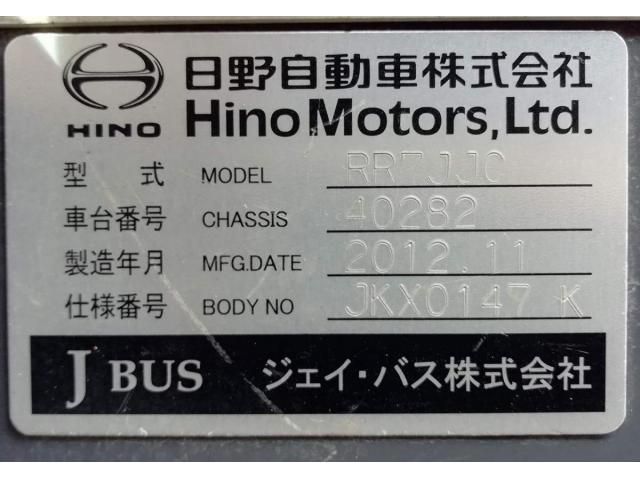 HINO
日野自動車株式会社
Hino Motors,Ltd.
型 式 MODEL RR7JJC
車台番号 CHASSIS 40282
製造年月 MFG.DATE 2012.11
仕様番号 BODY NO JKX0147 K
J BUS ジェイ・バス株式会社